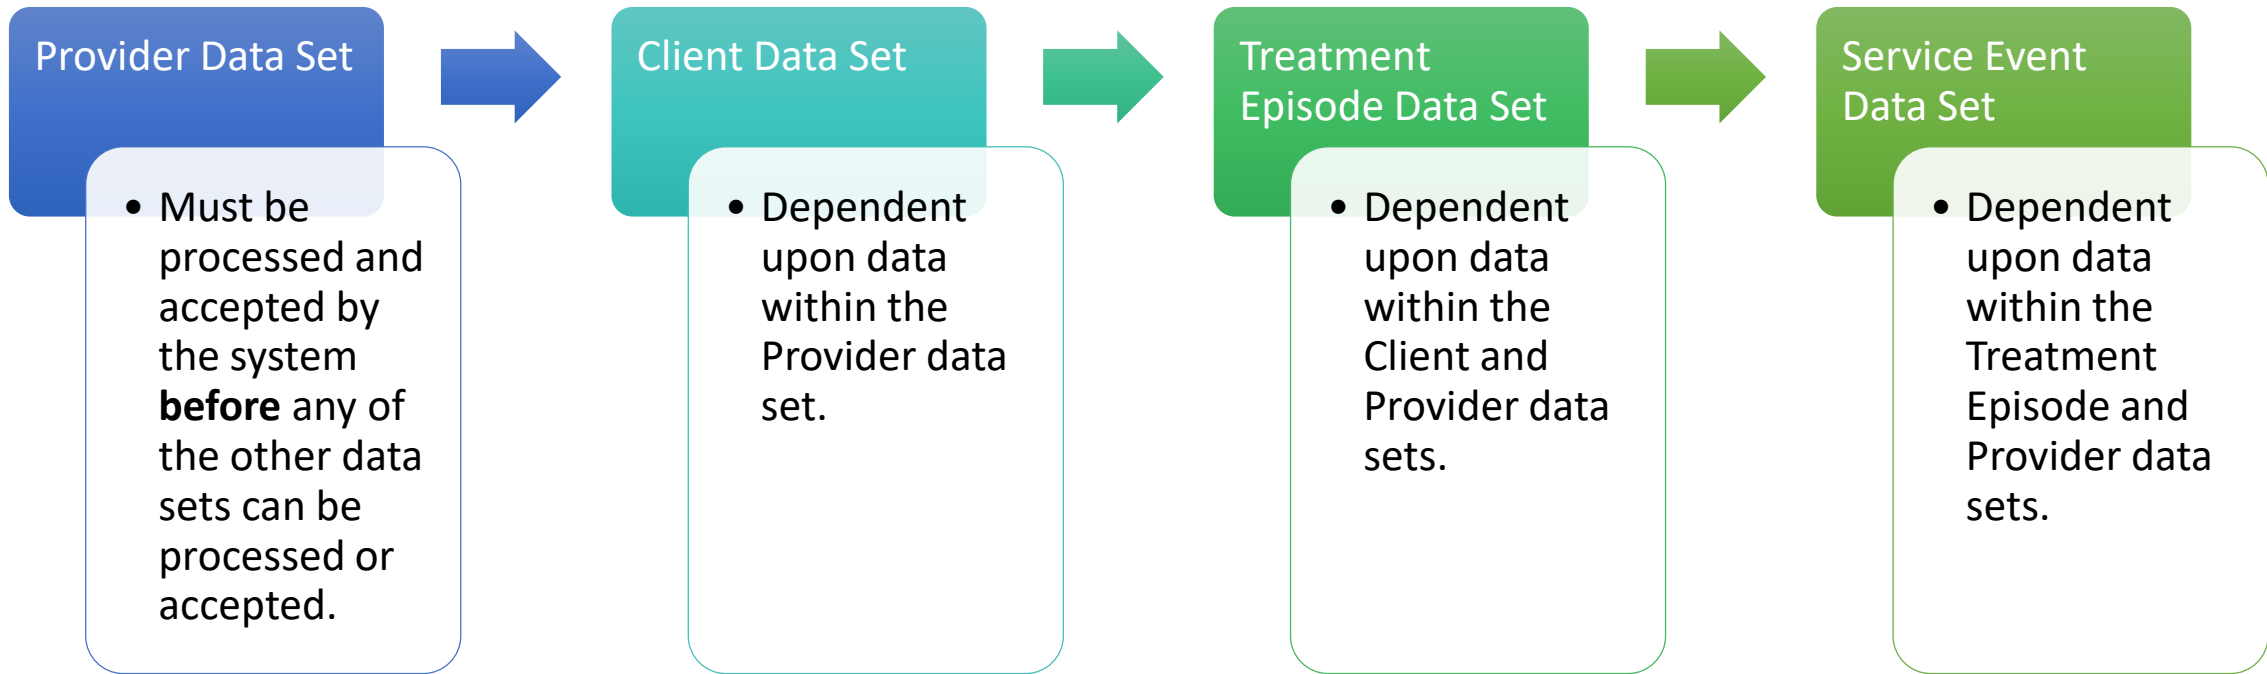 Provider Data Set
• Must be
processed and
accepted by
the system
before any of
the other data
sets can be
processed or
accepted.
Client Data Set
• Dependent
upon data
within the
Provider data
set.
Treatment
Episode Data Set
• Dependent
upon data
within the
Client and
Provider data
sets.
Service Event
Data Set
• Dependent
upon data
within the
Treatment
Episode and
Provider data
sets.